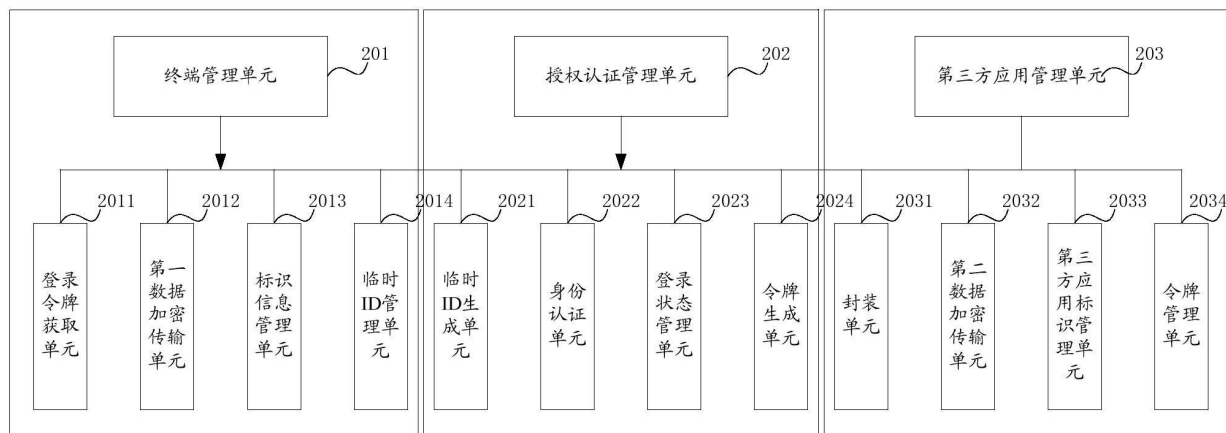 终端管理单元
201
授权认证管理单元
202
第三方应用管理单元
203
2011
2012
2013
2014
2021
2022
2023
2024
2031
2032
2033
2034
登录
令牌
获取
单元
第一
数据
加密
传输
单元
标识
信息
管理
单元
临时
ID管
理单
元
临时
ID生
成单
元
身份
认证
单元
登录
状态
管理
单元
令牌
生成
单元
封装
单元
第二
数据
加密
传输
单元
第三
方应
用标
识管
理单
元
令牌
管理
单元